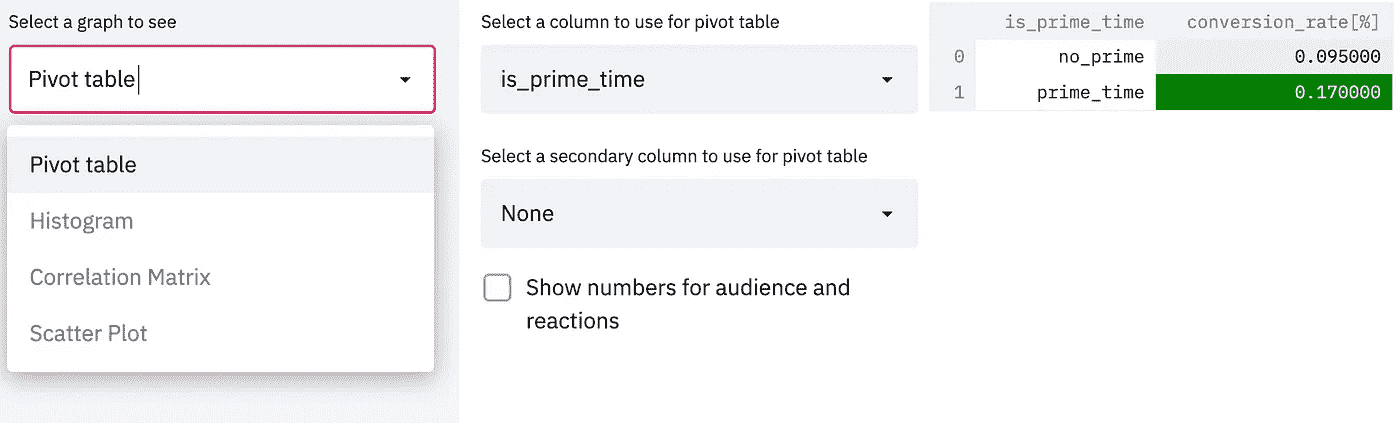 Select a graph to see
Pivot table
Pivot table
Histogram
Correlation Matrix
Scatter Plot
Select a column to use for pivot table
is_prime_time
Select a secondary column to use for pivot table
None
Show numbers for audience and
reactions
is_prime_time conversion_rate[%]
0 no_prime 0.095000
1 prime_time 0.170000